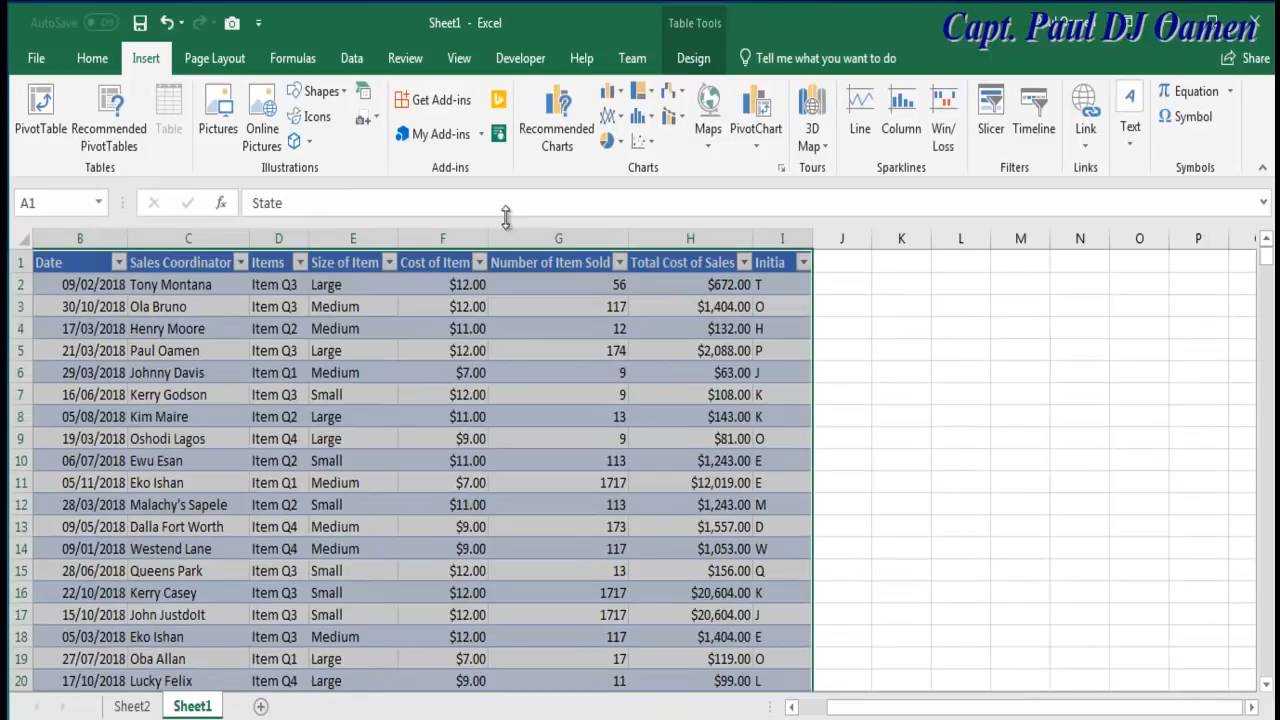 AutoSave Off Sheet1 - Excel Table Tools Capt. Paul DJ Oamen
File Home Insert Page Layout Formulas Data Review View Developer Help Team Design Tell me what you want to do Share
PivotTable Recommended PivotTables Table Pictures Online Pictures Shapes Icons Get Add-ins My Add-ins Recommended Charts Maps PivotChart 3D Map Line Column Win/ Loss Slicer Timeline Link Text Equation Symbol
Tables Illustrations Add-ins Charts Tours Sparklines Filters Links Symbols
A1 fx State
B C D E F G H I J K L M N O P
1 Date Sales Coordinator Items Size of Item Cost of Item Number of Item Sold Total Cost of Sales Initia
2 09/02/2018 Tony Montana Item Q3 Large $12.00 56 $672.00 T
3 30/10/2018 Ola Bruno Item Q3 Medium $12.00 117 $1,404.00 O
4 17/03/2018 Henry Moore Item Q2 Medium $11.00 12 $132.00 H
5 21/03/2018 Paul Oamen Item Q3 Large $12.00 174 $2,088.00 P
6 29/03/2018 Johnny Davis Item Q1 Medium $7.00 9 $63.00 J
7 16/06/2018 Kerry Godson Item Q3 Small $12.00 9 $108.00 K
8 05/08/2018 Kim Maire Item Q2 Large $11.00 13 $143.00 K
9 19/03/2018 Oshodi Lagos Item Q4 Large $9.00 9 $81.00 O
10 06/07/2018 Ewu Esan Item Q2 Small $11.00 113 $1,243.00 E
11 05/11/2018 Eko Ishan Item Q1 Medium $7.00 1717 $12,019.00 E
12 28/03/2018 Malachy's Sapele Item Q2 Small $11.00 113 $1,243.00 M
13 09/05/2018 Dalla Fort Worth Item Q4 Medium $9.00 173 $1,557.00 D
14 09/01/2018 Westend Lane Item Q4 Medium $9.00 117 $1,053.00 W
15 28/06/2018 Queens Park Item Q3 Small $12.00 13 $156.00 Q
16 22/10/2018 Kerry Casey Item Q3 Small $12.00 1717 $20,604.00 K
17 15/10/2018 John JustdoIt Item Q3 Small $12.00 1717 $20,604.00 J
18 05/03/2018 Eko Ishan Item Q3 Medium $12.00 117 $1,404.00 E
19 27/07/2018 Oba Allan Item Q1 Large $7.00 17 $119.00 O
20 17/10/2018 Lucky Felix Item Q4 Large $9.00 11 $99.00 L
Sheet2 Sheet1